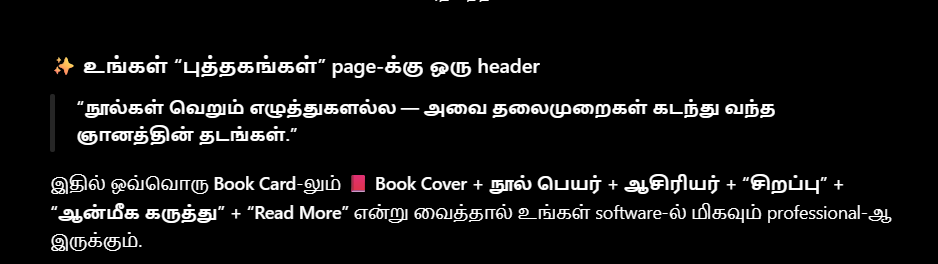 ✨ உங்கள் “புத்தகங்கள்” page-க்கு ஒரு header
“நூல்கள் வெறும் எழுத்துகளல்ல — அவை தலைமுறைகள் கடந்து வந்த
ஞானத்தின் தடங்கள்.”
இதில் ஒவ்வொரு Book Card-லும் 📕 Book Cover + நூல் பெயர் + ஆசிரியர் + “சிறப்பு” +
“ஆன்மீக கருத்து” + “Read More” என்று வைத்தால் உங்கள் software-ல் மிகவும் professional-ஆ
இருக்கும்.